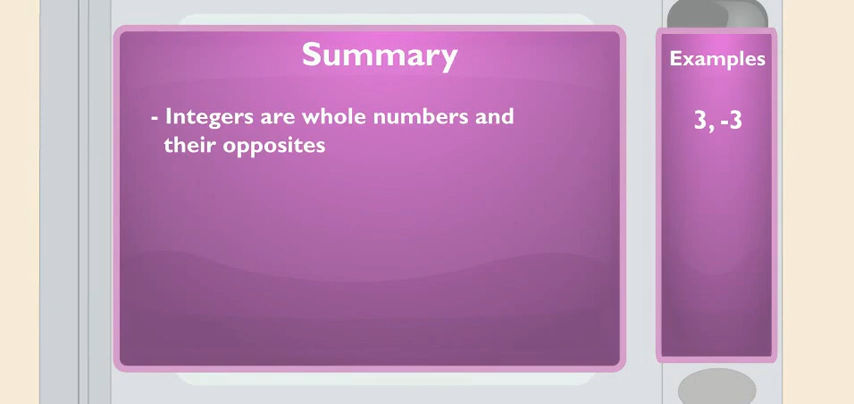 Summary
- Integers are whole numbers and
their opposites
Examples
3, -3